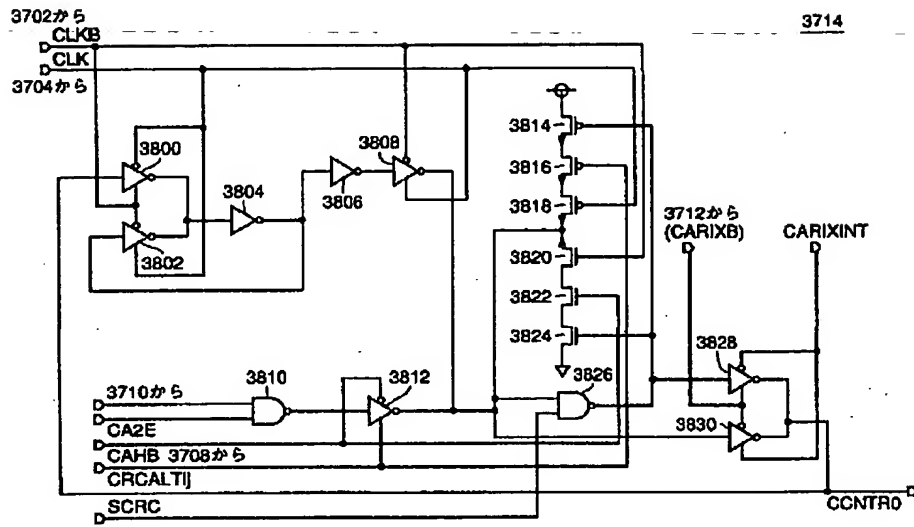 3702から
CLKB
CLK
3704から
3714
3800
3802
3804
3806
3808
3814
3816
3818
3820
3822
3824
3712から
(CARIXB)
CARIXINT
3828
3830
3826
3710から
3810
3812
CA2E
CAHB 3708から
CRCALTIj
SCRC
CCNTR0